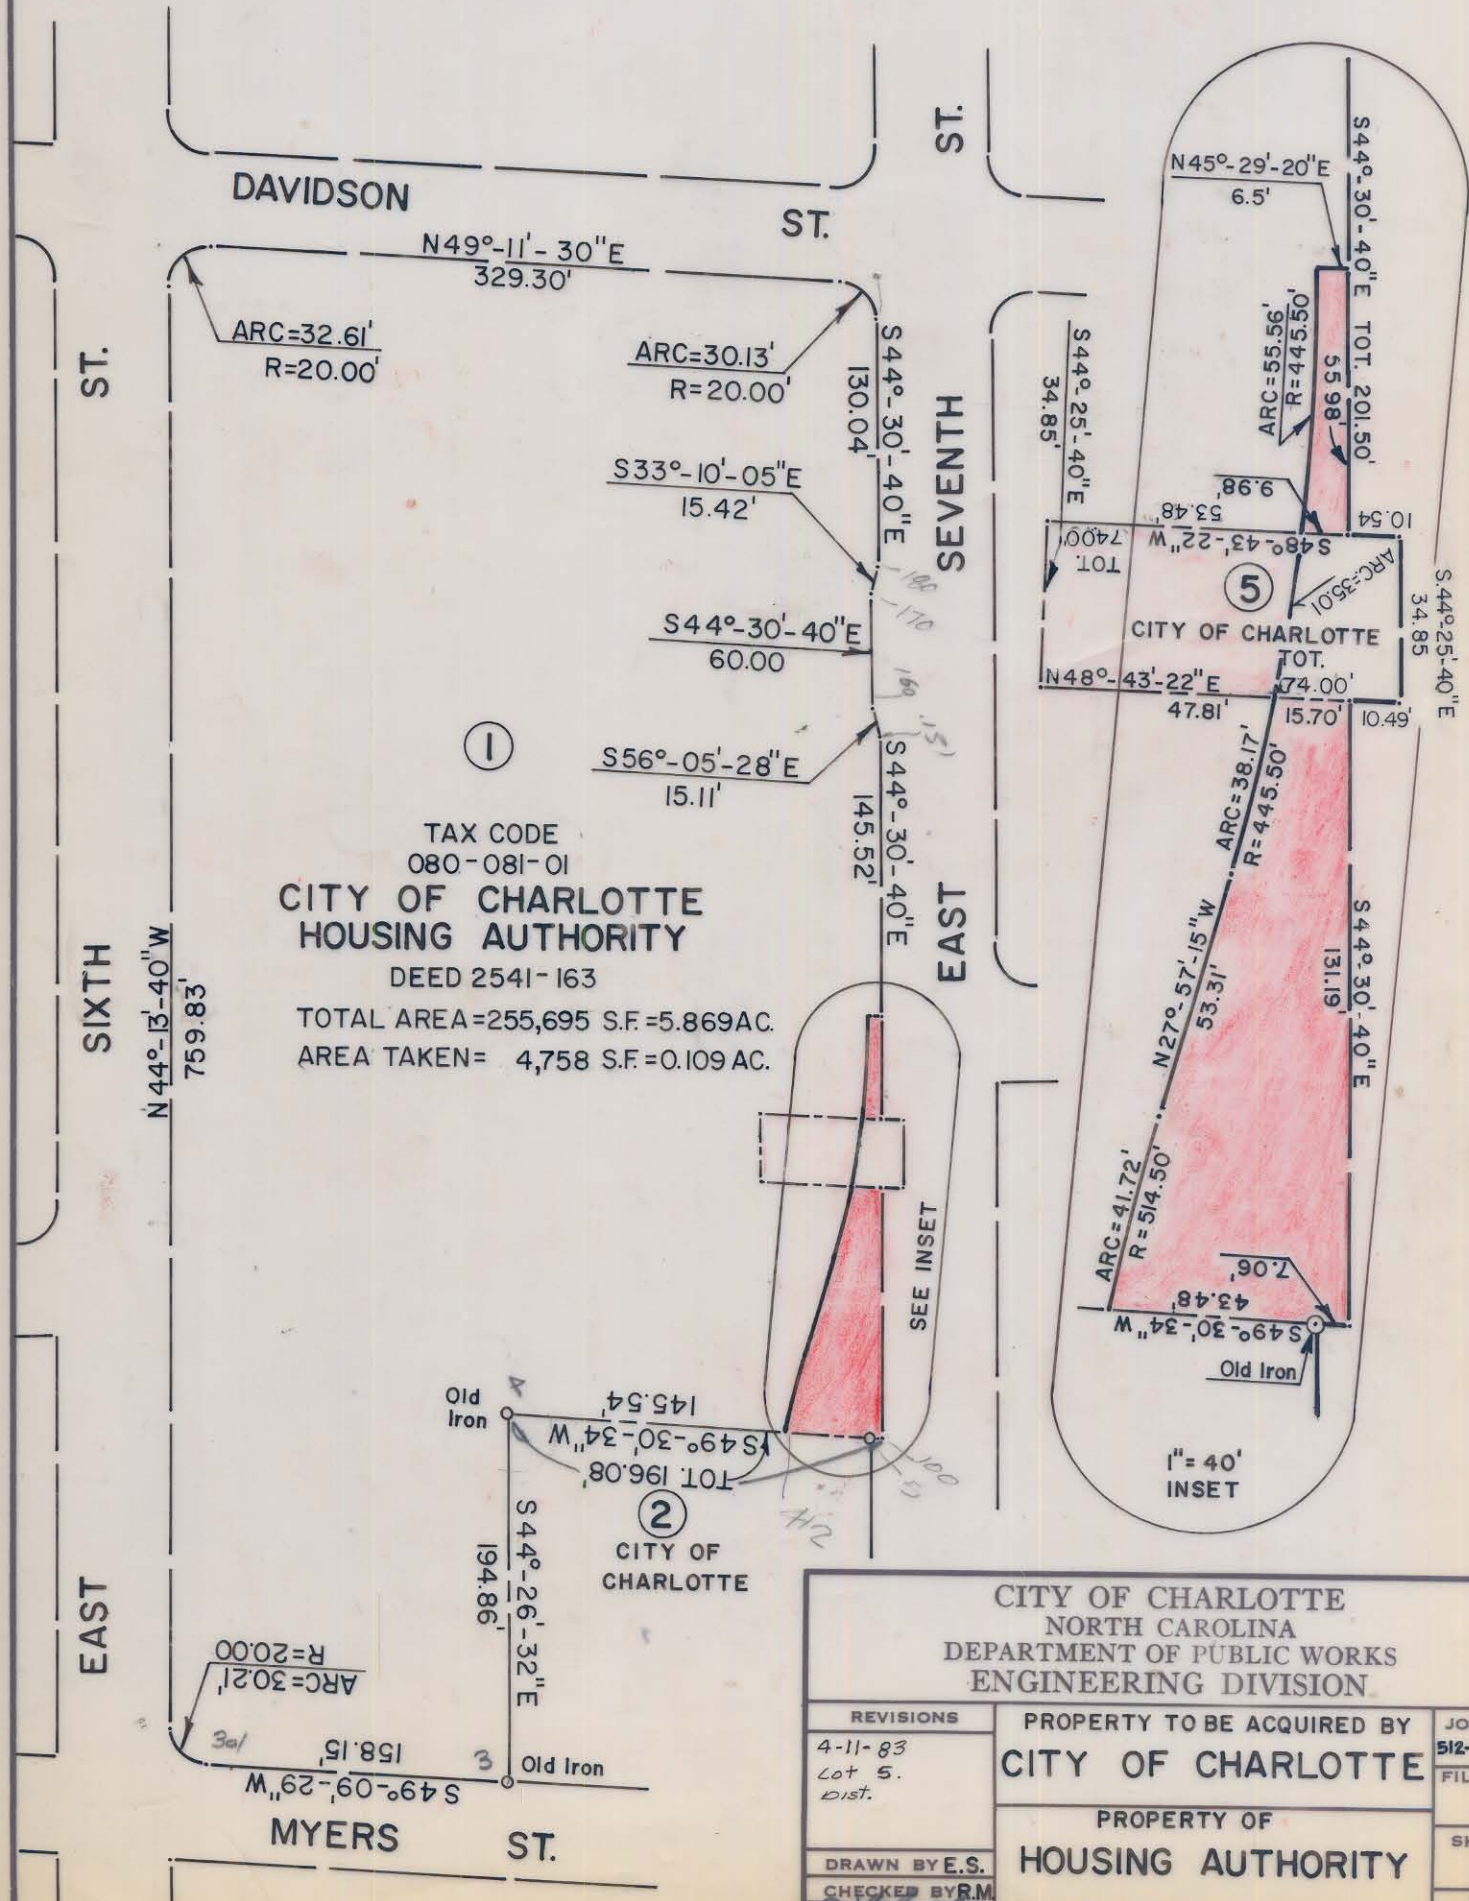 DAVIDSON ST.
ST.
N49°-11'-30"E
329.30'
ARC=32.61'
R=20.00'
ARC=30.13'
R=20.00'
S44°-30'-40"E
130.04'
S33°-10'-05"E
15.42'
S44°-30'-40"E
60.00
S56°-05'-28"E
15.11'
S44°-30'-40"E
145.52'
180
170
160
EAST SEVENTH
EAST SIXTH ST.
N44°-13'-40"W
759.83'
1
TAX CODE
080-081-01
CITY OF CHARLOTTE
HOUSING AUTHORITY
DEED 2541-163
TOTAL AREA=255,695 S.F.=5.869AC.
AREA TAKEN= 4,758 S.F.=0.109 AC.
SEE INSET
Old
Iron
145.54'
S49°-30'-34"W
TOT. 196.08'
100
2
CITY OF
CHARLOTTE
S44°-26'-32"E
194.86'
R=20.00
ARC=30.21'
158.15'
S49°-09'-29"W
3
Old Iron
MYERS ST.
N45°-29'-20"E
6.5'
S44°-30'-40"E TOT. 201.50'
55.98'
ARC=55.56'
R=445.50'
S44°-25'-40"E
34.85'
9.98'
53.48'
S48°-43'-22"W
TOT.
74.00'
10.54
ARC=35.01
5
CITY OF CHARLOTTE
S.44°-25'-40"E
34.85
N48°-43'-22"E
47.81'
TOT.
74.00'
15.70'
10.49'
ARC=38.17'
R=445.50'
N27°-57'-15"W
53.31'
S44°-30'-40"E
131.19'
ARC=41.72'
R=514.50'
7.06'
43.48'
S49°-30'-34"W
Old Iron
1"=40'
INSET
CITY OF CHARLOTTE
NORTH CAROLINA
DEPARTMENT OF PUBLIC WORKS
ENGINEERING DIVISION
REVISIONS
4-11-83
Lot 5.
Dist.
DRAWN BY E.S.
CHECKED BY R.M
PROPERTY TO BE ACQUIRED BY
CITY OF CHARLOTTE
PROPERTY OF
HOUSING AUTHORITY
JO
512-
FIL
SH